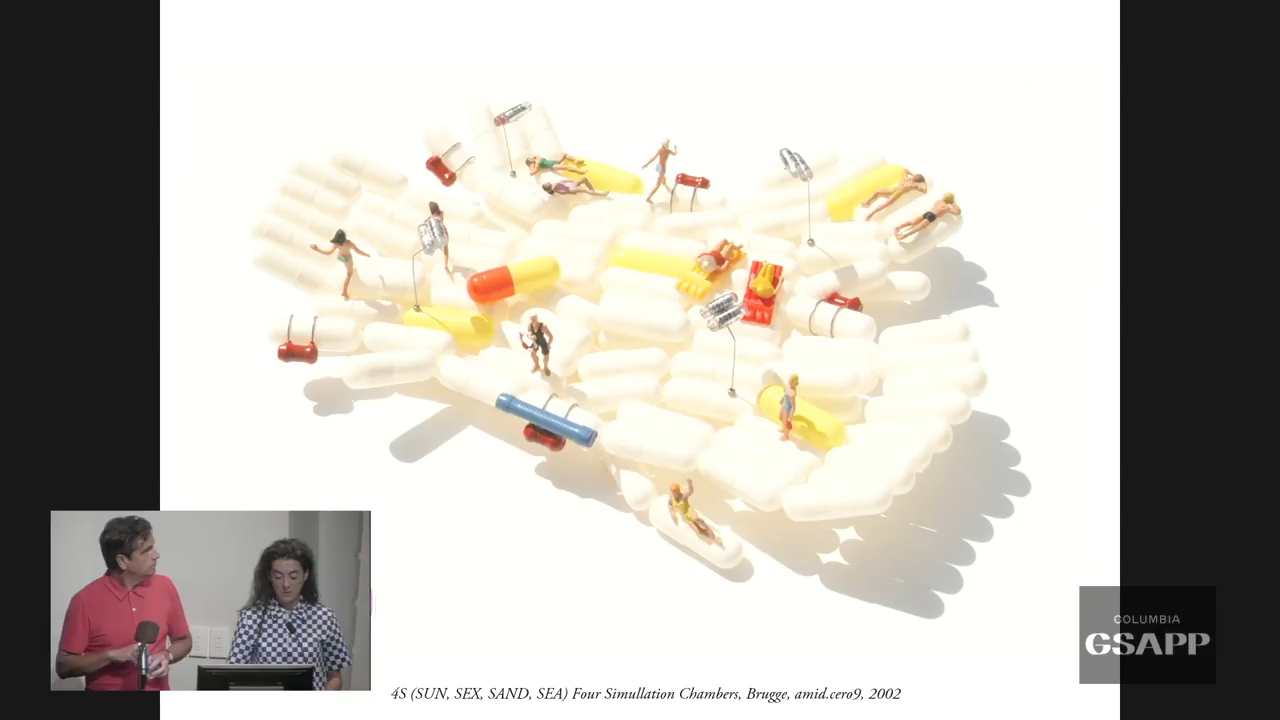 COLUMBIA
GSAPP
4S (SUN, SEX, SAND, SEA) Four Simullation Chambers, Brugge, amid.cero9, 2002